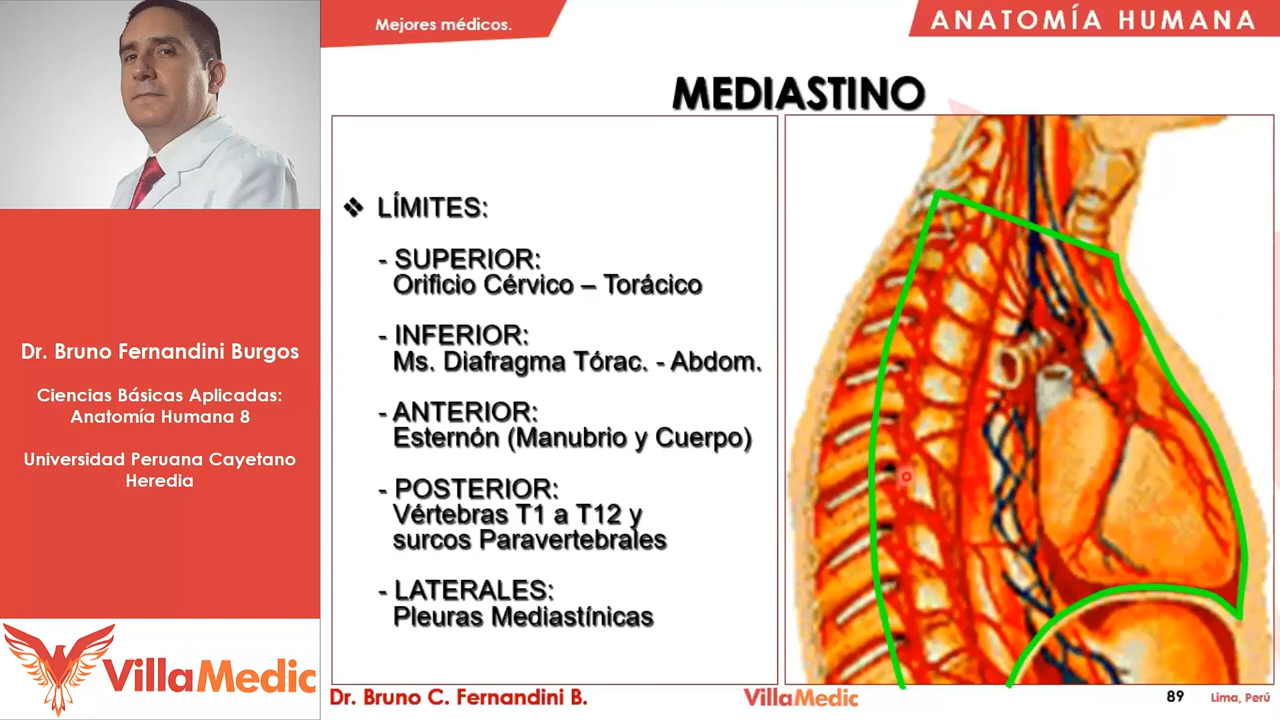 Mejores médicos.
ANATOMÍA HUMANA
MEDIASTINO
❖ LÍMITES:
- SUPERIOR:
Orificio Cérvico – Torácico
- INFERIOR:
Ms. Diafragma Tórac. - Abdom.
- ANTERIOR:
Esternón (Manubrio y Cuerpo)
- POSTERIOR:
Vértebras T1 a T12 y
surcos Paravertebrales
- LATERALES:
Pleuras Mediastínicas
Dr. Bruno Fernandini Burgos
Ciencias Básicas Aplicadas:
Anatomía Humana 8
Universidad Peruana Cayetano
Heredia
VillaMedic
Dr. Bruno C. Fernandini B.
VillaMedic
89
Lima, Perú